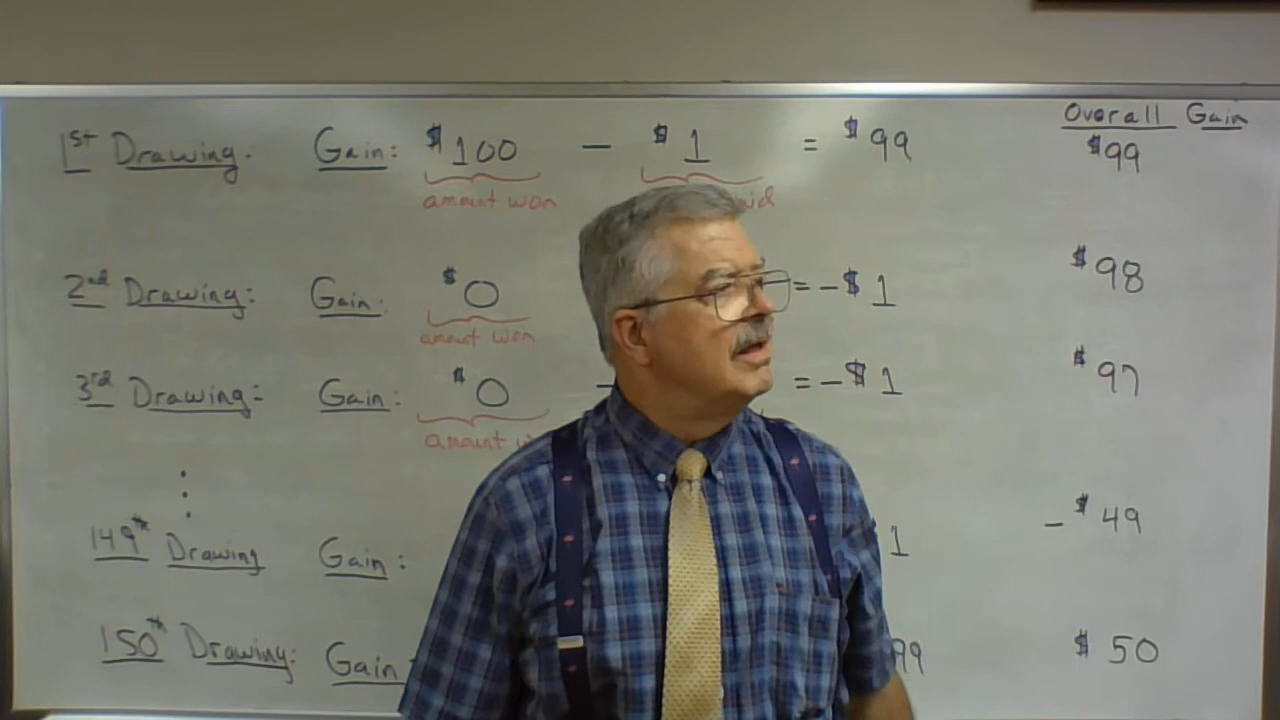 Overall Gain
1st Drawing: Gain: $100 - $1 = $99 $99
amount won
2nd Drawing: Gain: $0 = -$1 $98
amount won
3rd Drawing: Gain: $0 - = -$1 $97
amount
149th Drawing Gain: 1 -$49
150th Drawing: Gain 99 $50